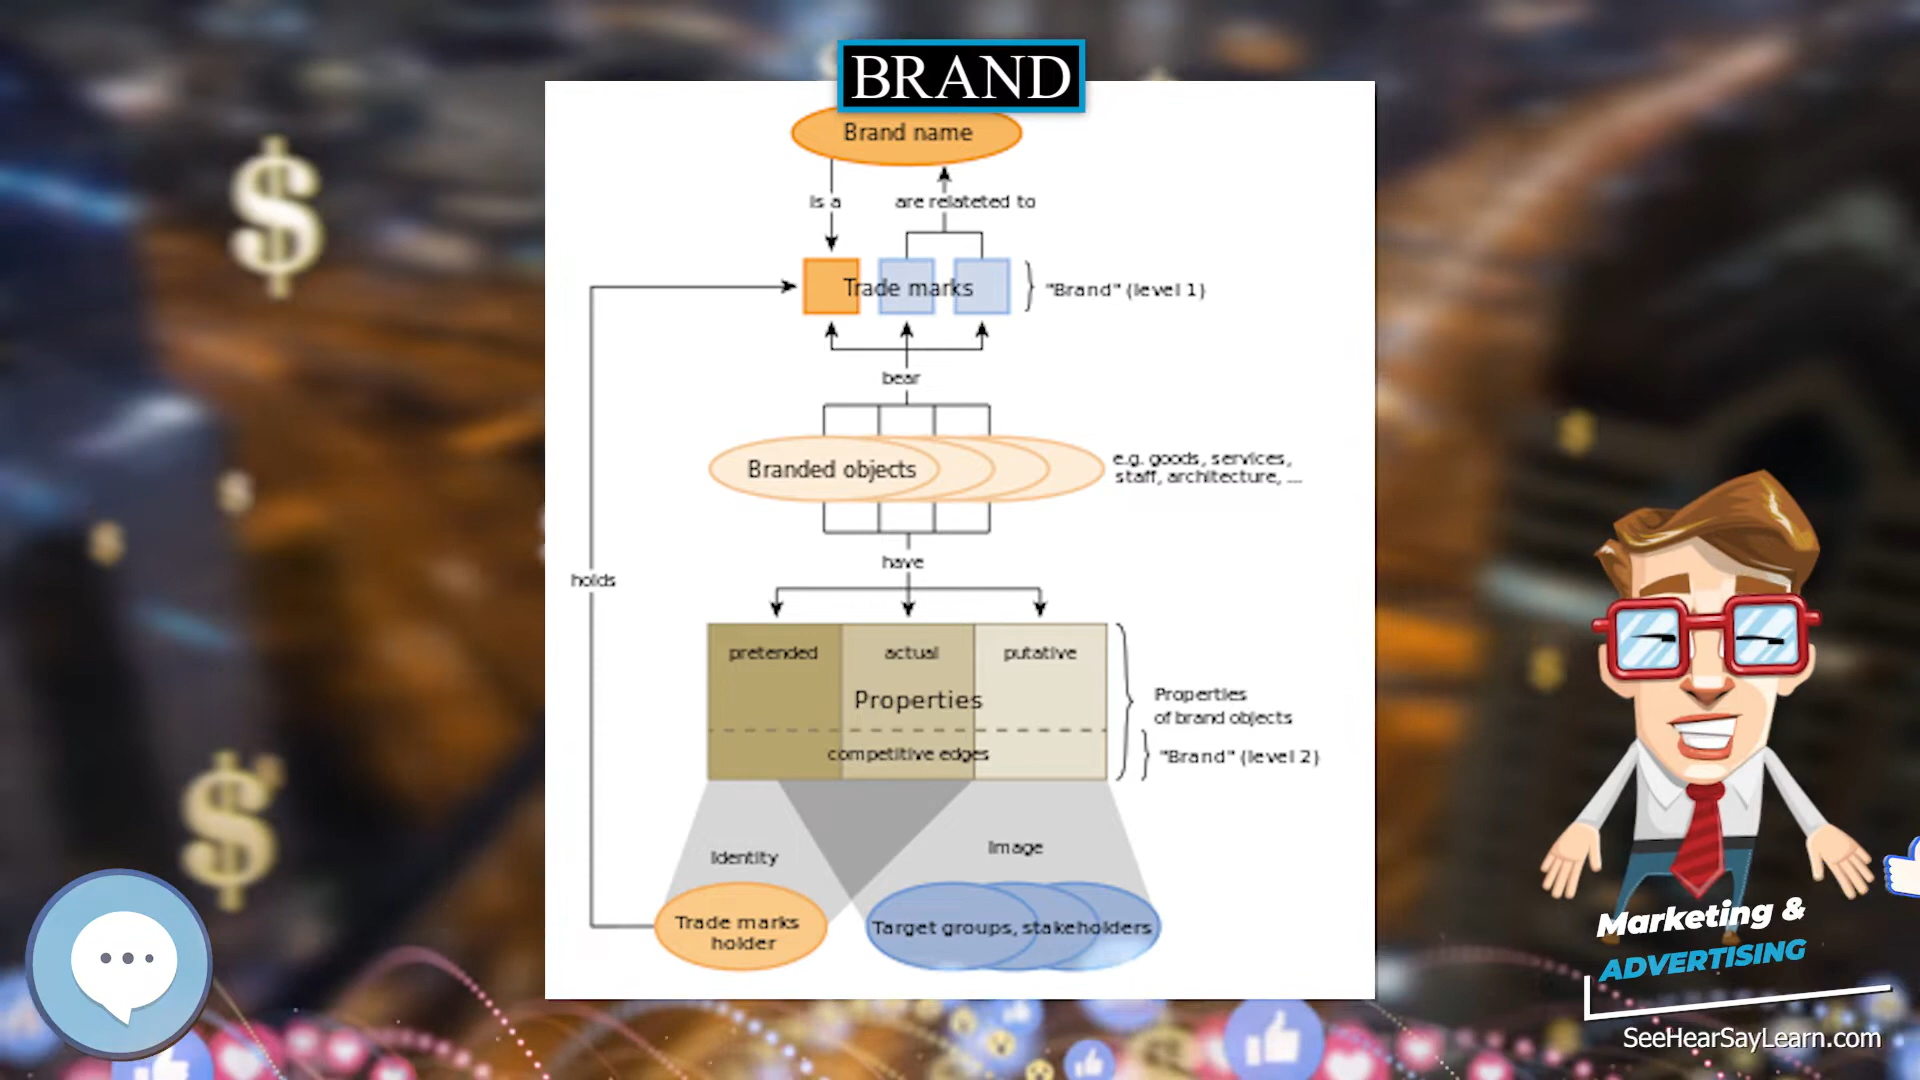 BRAND
Brand name
is a
are relateted to
Trade marks
"Brand" (level 1)
bear
Branded objects
e.g. goods, services,
staff, architecture, ...
have
holds
pretended
actual
putative
Properties
competitive edges
Properties
of brand objects
"Brand" (level 2)
Identity
Image
Trade marks
holder
Target groups, stakeholders
Marketing &
ADVERTISING
SeeHearSayLearn.com